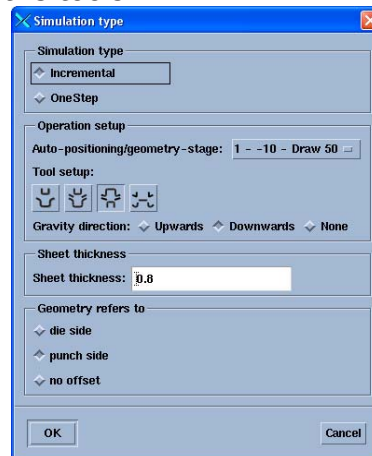 Simulation type
Simulation type
Incremental
OneStep
Operation setup
Auto-positioning/geometry-stage: 1 - -10 - Draw 50
Tool setup:
Gravity direction: Upwards Downwards None
Sheet thickness
Sheet thickness: 0.8
Geometry refers to
die side
punch side
no offset
OK Cancel